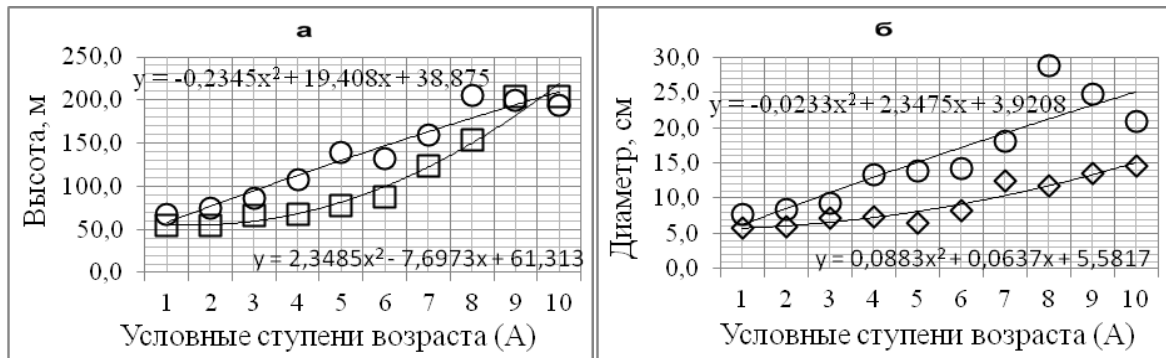 а
250,0
200,0
150,0
100,0
50,0
0,0
Высота, м
y = -0,2345x² + 19,408x + 38,875
y = 2,3485x² - 7,6973x + 61,313
1 2 3 4 5 6 7 8 9 10
Условные ступени возраста (А)
б
30,0
25,0
20,0
15,0
10,0
5,0
0,0
Диаметр, см
y = -0,0233x² + 2,3475x + 3,9208
y = 0,0883x² + 0,0637x + 5,5817
1 2 3 4 5 6 7 8 9 10
Условные ступени возраста (А)